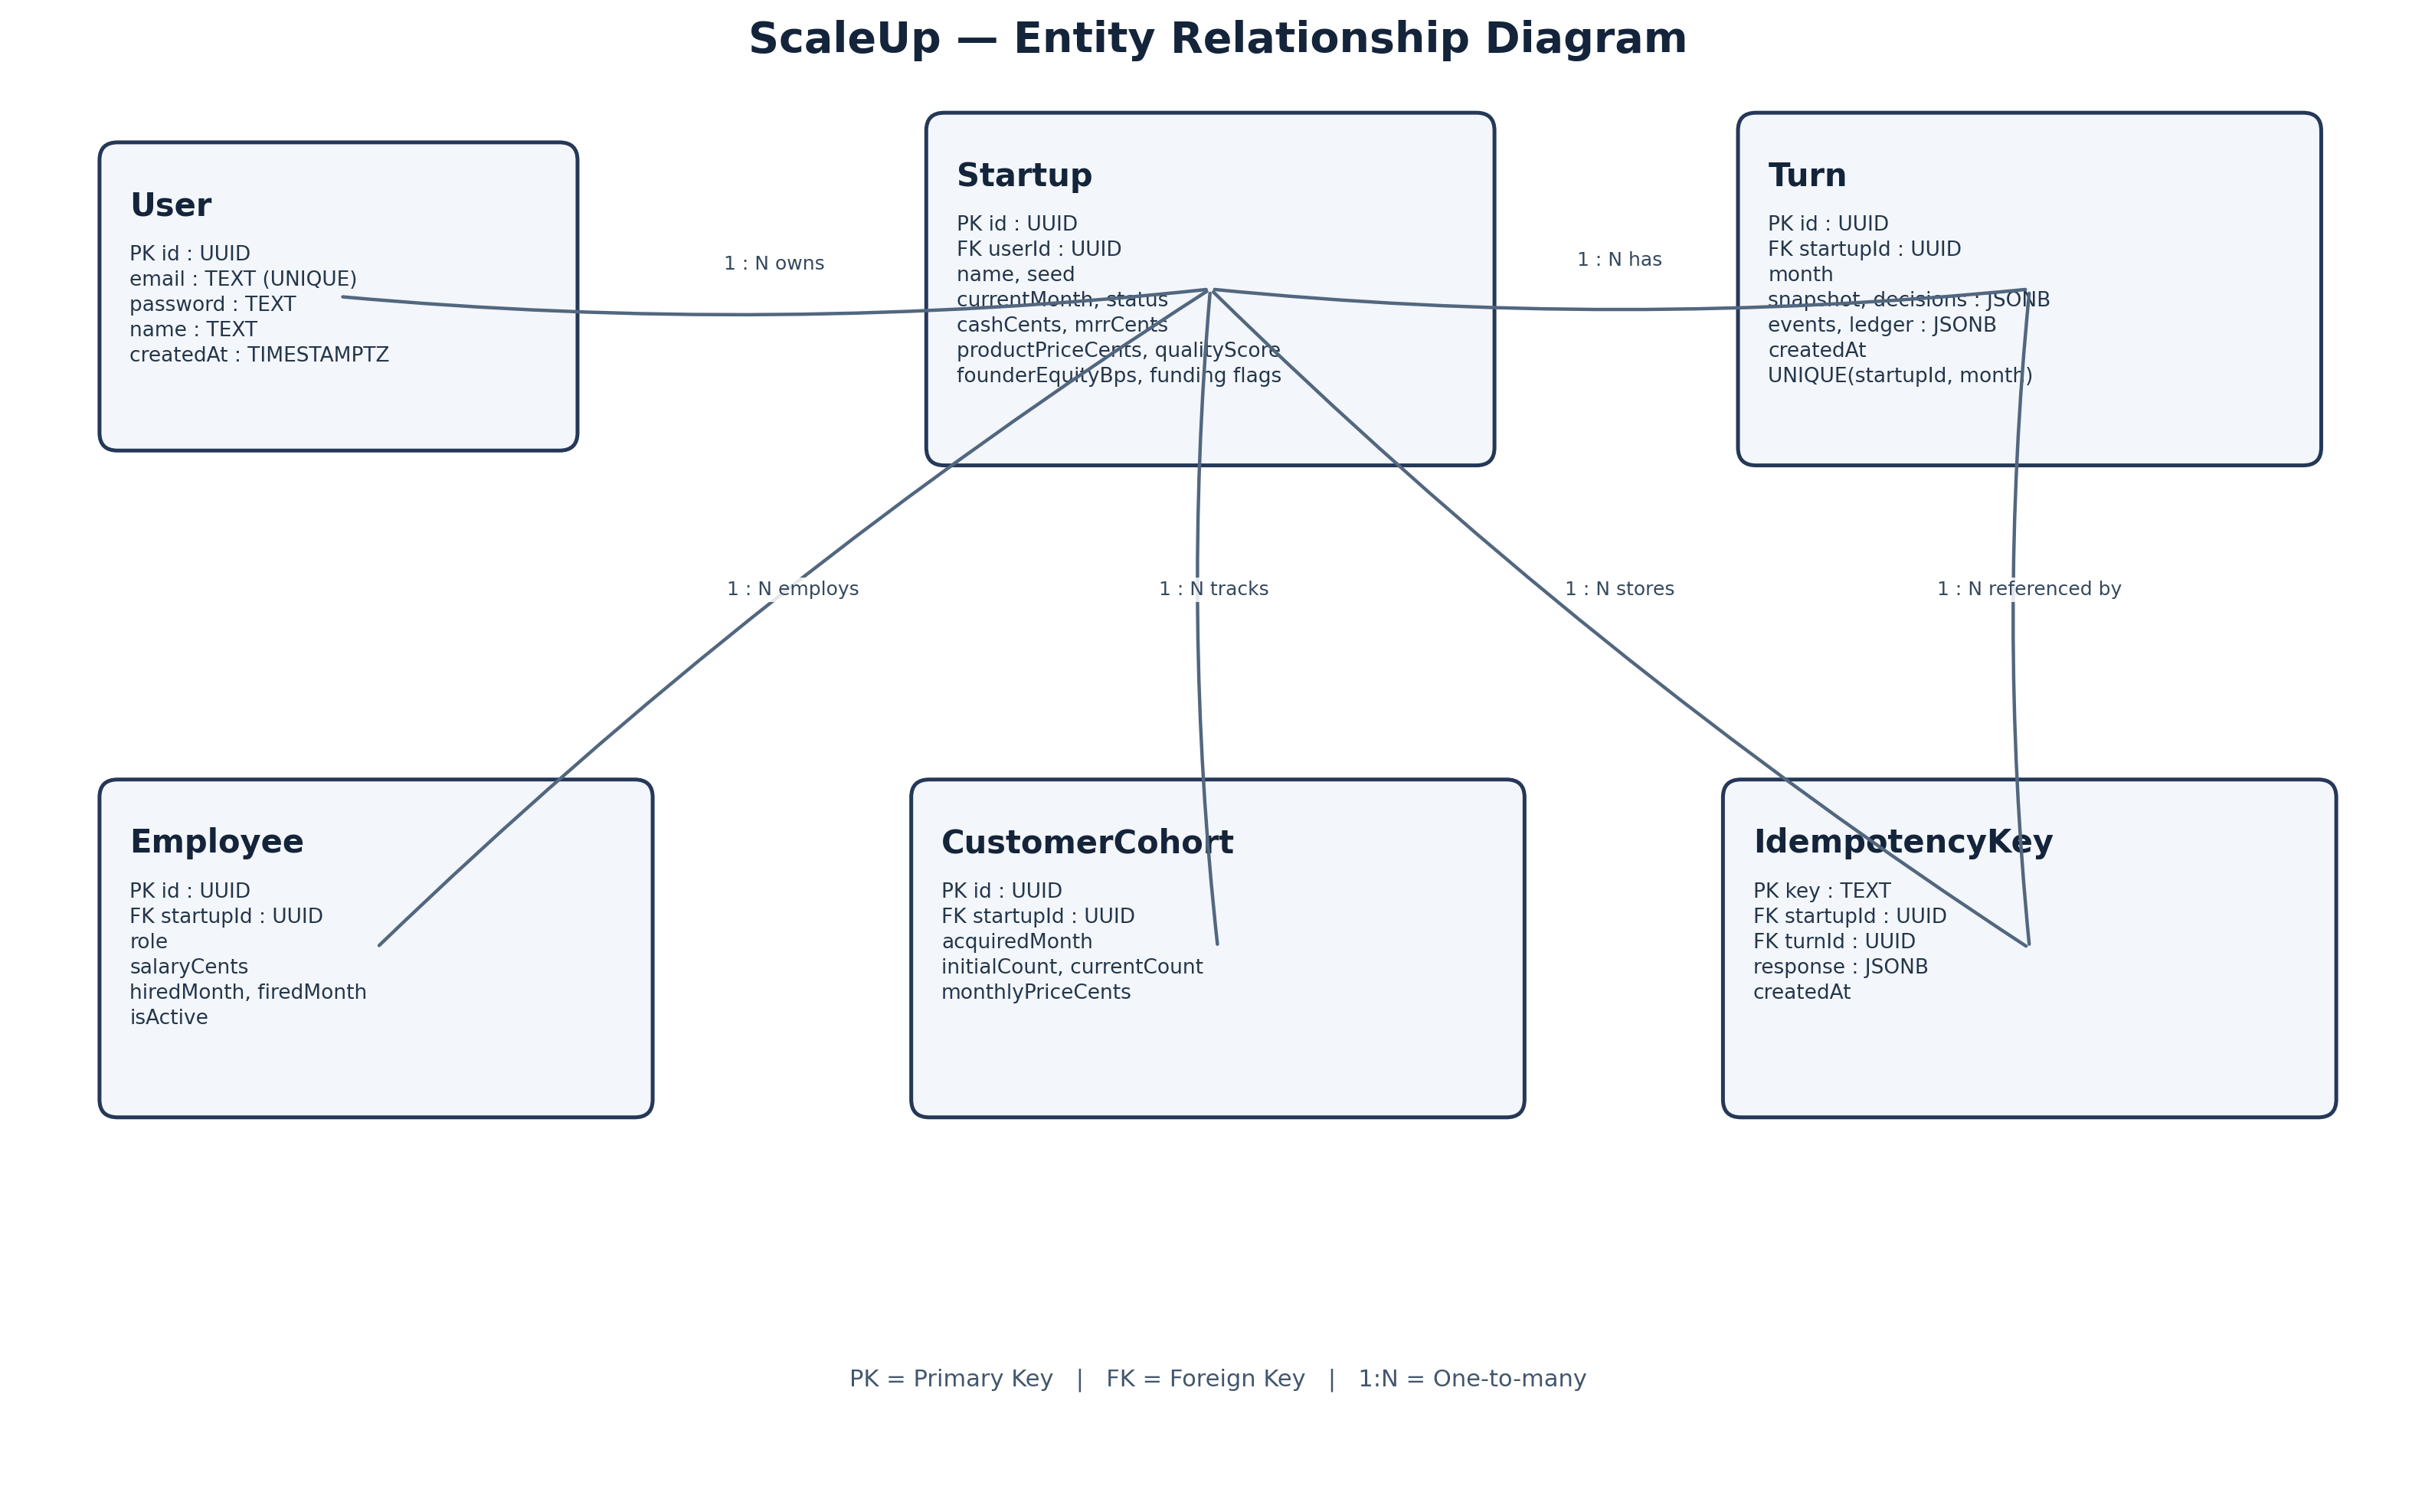 ScaleUp — Entity Relationship Diagram
User
PK id : UUID
email : TEXT (UNIQUE)
password : TEXT
name : TEXT
createdAt : TIMESTAMPTZ
1 : N owns
Startup
PK id : UUID
FK userId : UUID
name, seed
currentMonth, status
cashCents, mrrCents
productPriceCents, qualityScore
founderEquityBps, funding flags
1 : N has
Turn
PK id : UUID
FK startupId : UUID
month
snapshot, decisions : JSONB
events, ledger : JSONB
createdAt
UNIQUE(startupId, month)
1 : N employs
1 : N tracks
1 : N stores
1 : N referenced by
Employee
PK id : UUID
FK startupId : UUID
role
salaryCents
hiredMonth, firedMonth
isActive
CustomerCohort
PK id : UUID
FK startupId : UUID
acquiredMonth
initialCount, currentCount
monthlyPriceCents
IdempotencyKey
PK key : TEXT
FK startupId : UUID
FK turnId : UUID
response : JSONB
createdAt
PK = Primary Key | FK = Foreign Key | 1:N = One-to-many